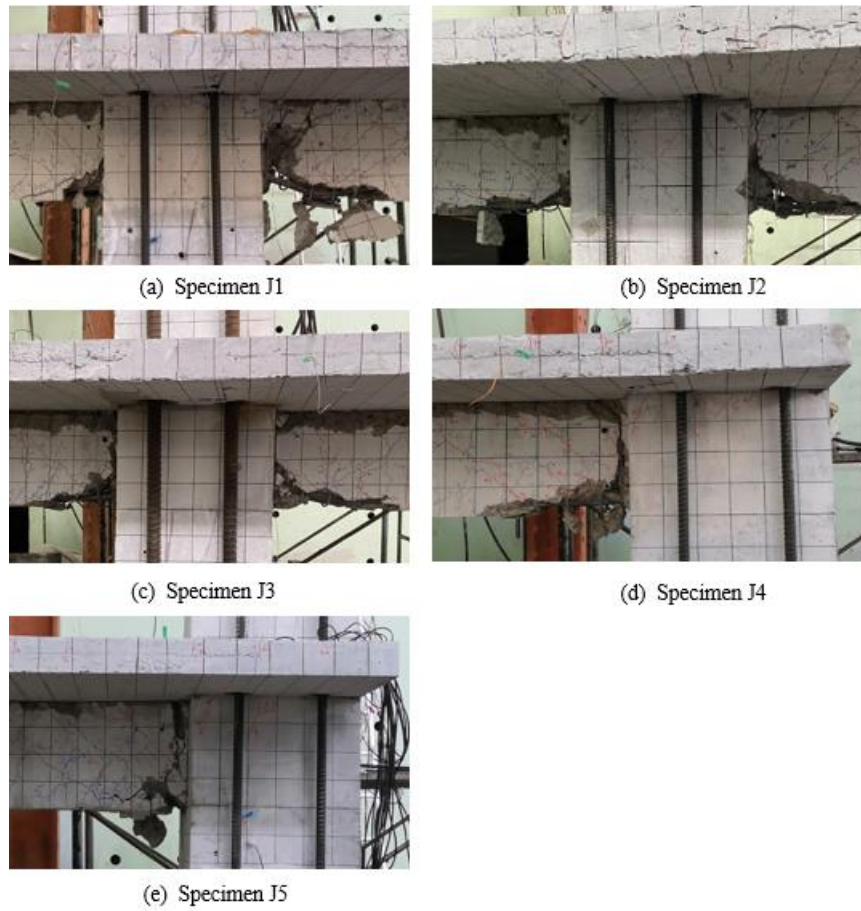 (a) Specimen J1
(b) Specimen J2
(c) Specimen J3
(d) Specimen J4
(e) Specimen J5